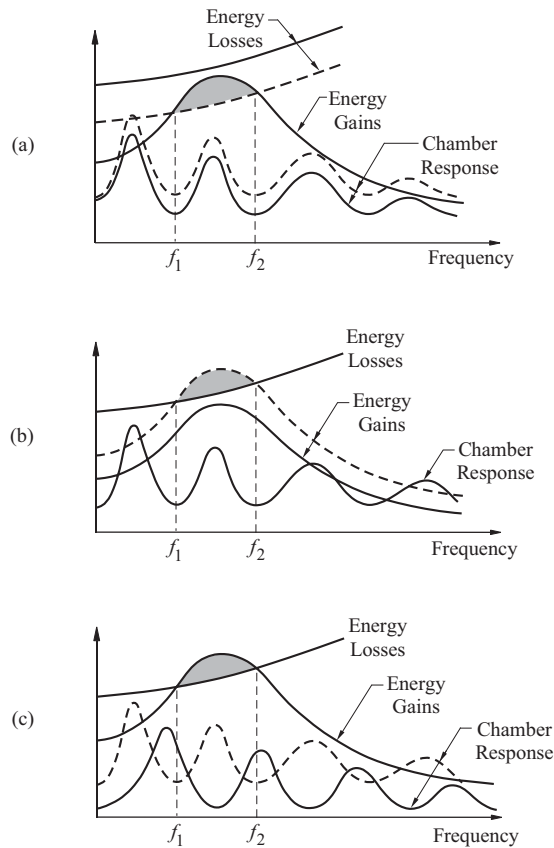 Energy
Losses
(a)
Energy
Gains
Chamber
Response
f1
f2
Frequency
Energy
Losses
(b)
Energy
Gains
Chamber
Response
f1
f2
Frequency
Energy
Losses
(c)
Energy
Gains
Chamber
Response
f1
f2
Frequency